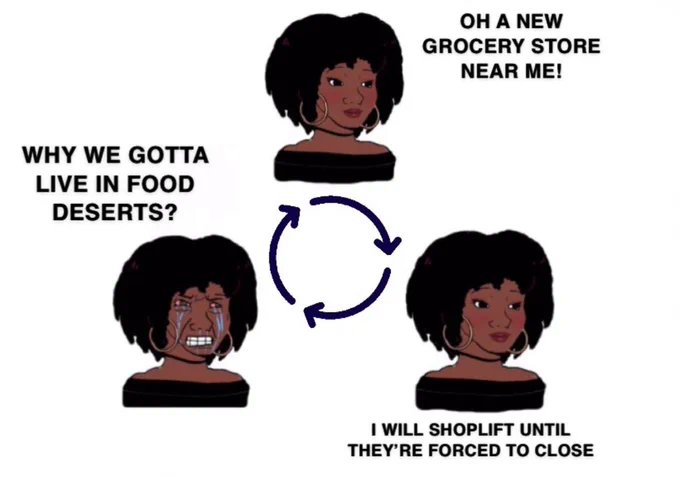 OH A NEW
GROCERY STORE
NEAR ME!
WHY WE GOTTA
LIVE IN FOOD
DESERTS?
I WILL SHOPLIFT UNTIL
THEY'RE FORCED TO CLOSE